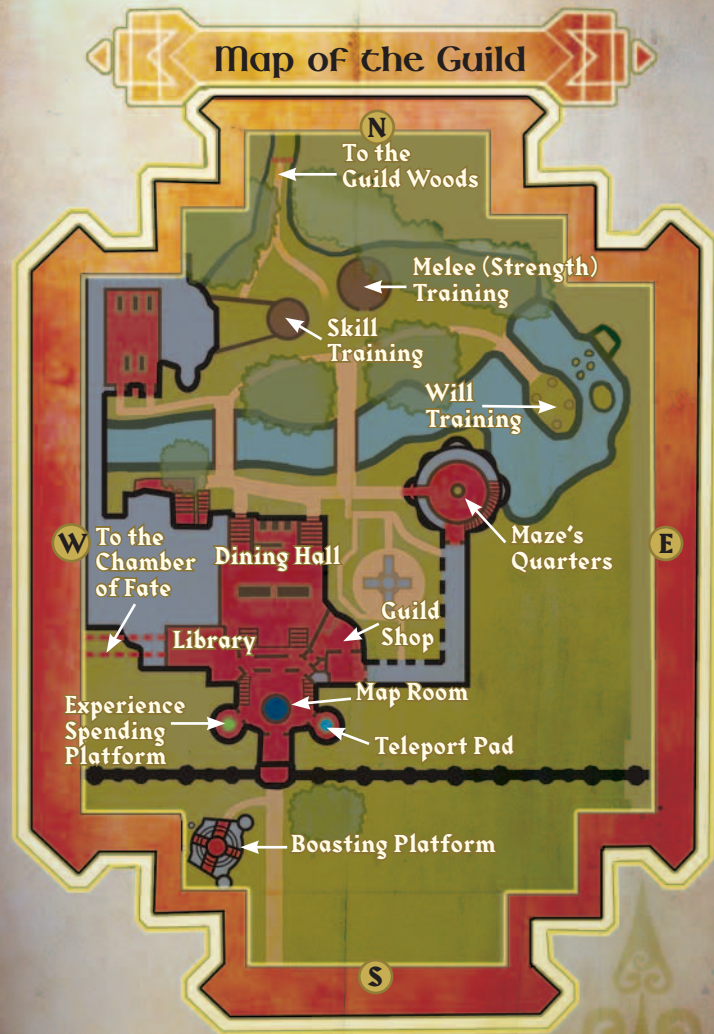 Map of the Guild
N
To the
Guild Woods
Melee (Strength)
Training
Skill
Training
Will
Training
W
To the
Chamber
of Fate
Dining Hall
Maze's
Quarters
E
Guild
Shop
Library
Map Room
Experience
Spending
Platform
Teleport Pad
Boasting Platform
S